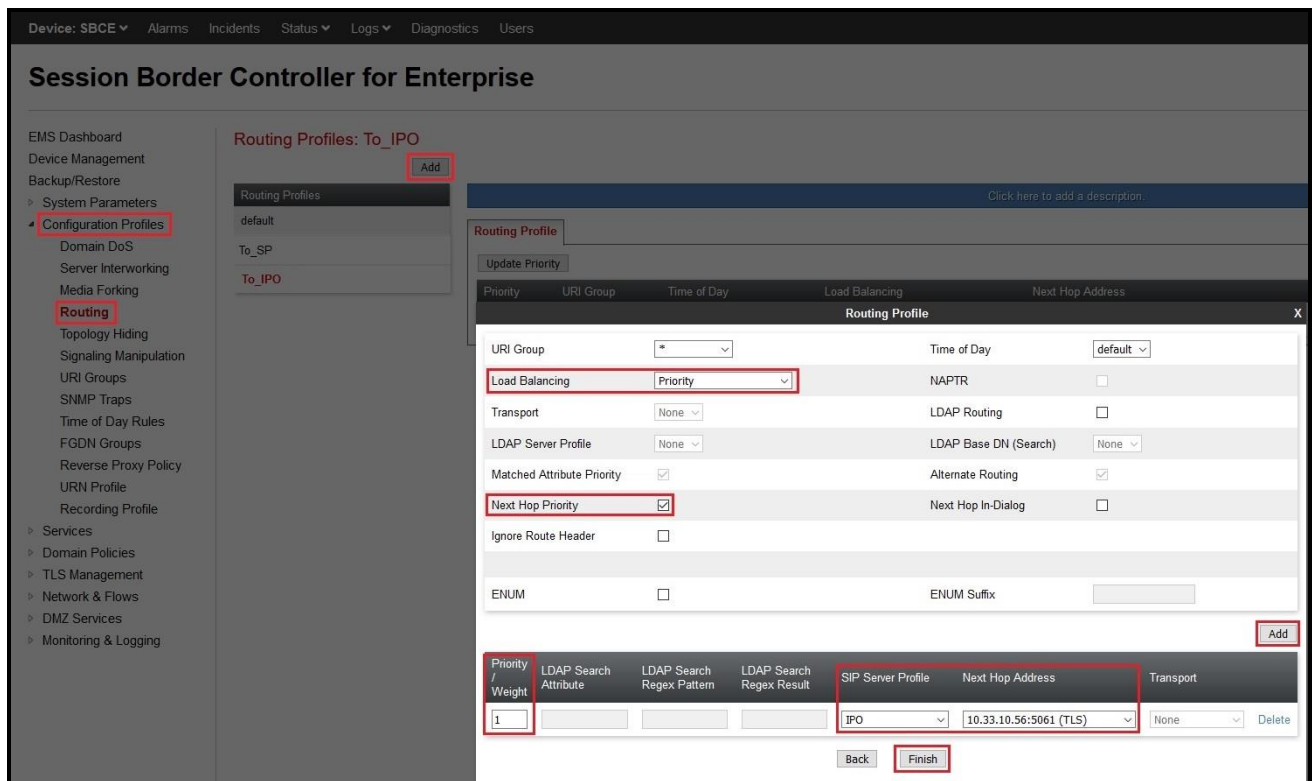 Device: SBCE Alarms Incidents Status Logs Diagnostics Users
Session Border Controller for Enterprise
EMS Dashboard
Device Management
Backup/Restore
System Parameters
Configuration Profiles
Domain DoS
Server Interworking
Media Forking
Routing
Topology Hiding
Signaling Manipulation
URI Groups
SNMP Traps
Time of Day Rules
FGDN Groups
Reverse Proxy Policy
URN Profile
Recording Profile
Services
Domain Policies
TLS Management
Network & Flows
DMZ Services
Monitoring & Logging
Routing Profiles: To_IPO
Add
Routing Profiles
default
To_SP
To_IPO
Click here to add a description.
Routing Profile
Update Priority
Priority URI Group Time of Day Load Balancing Next Hop Address
Routing Profile X
URI Group * Time of Day default
Load Balancing Priority NAPTR
Transport None LDAP Routing
LDAP Server Profile None LDAP Base DN (Search) None
Matched Attribute Priority Alternate Routing
Next Hop Priority Next Hop In-Dialog
Ignore Route Header
ENUM ENUM Suffix
Add
Priority / Weight LDAP Search Attribute LDAP Search Regex Pattern LDAP Search Regex Result SIP Server Profile Next Hop Address Transport
1 IPO 10.33.10.56:5061 (TLS) None Delete
Back Finish